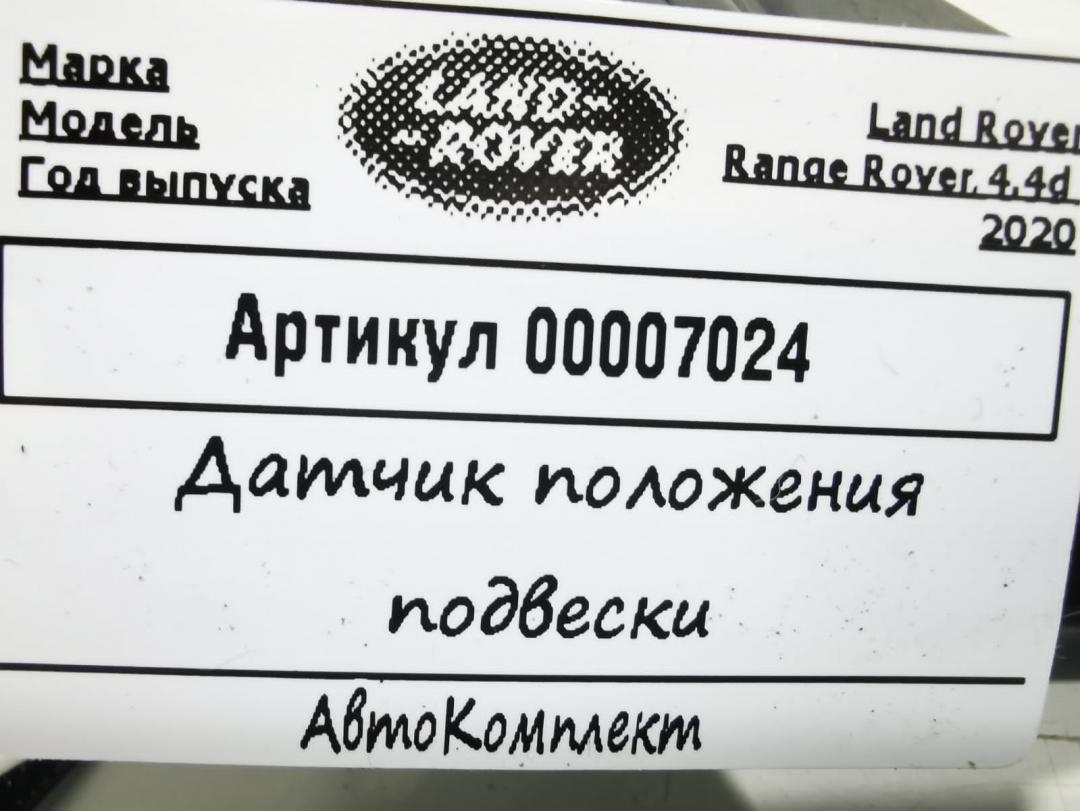 Марка
Модель
Год выпуска
LAND-
-ROVER
Land Rover
Range Rover, 4.4d
2020
Артикул 00007024
Датчик положения
подвески
АвтоКомплект